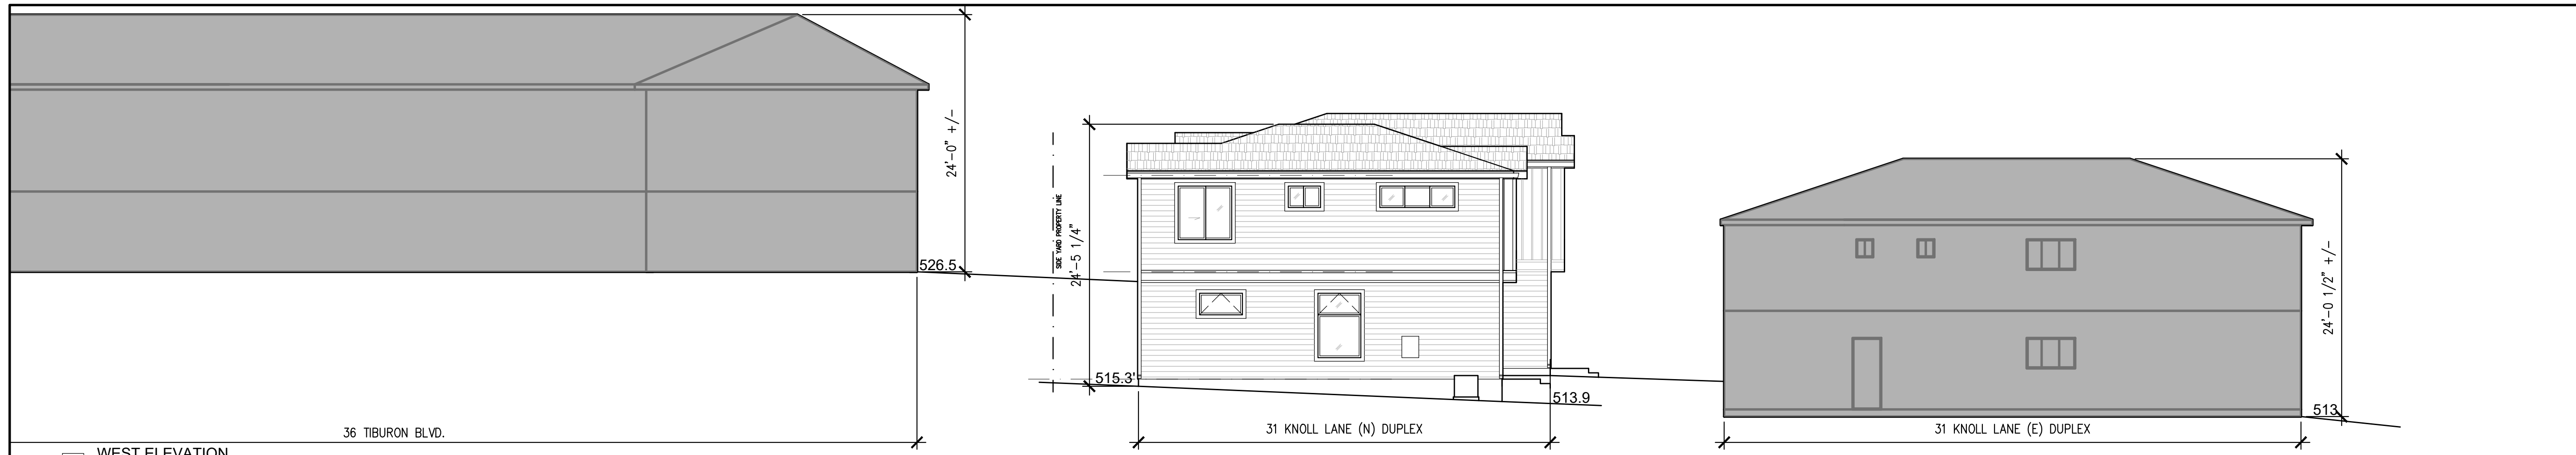 24'-0" +/-
526.5
SIDE YARD PROPERTY LINE
24'-5 1/4"
515.3'
513.9
24'-0 1/2" +/-
513
36 TIBURON BLVD.
31 KNOLL LANE (N) DUPLEX
31 KNOLL LANE (E) DUPLEX
WEST ELEVATION